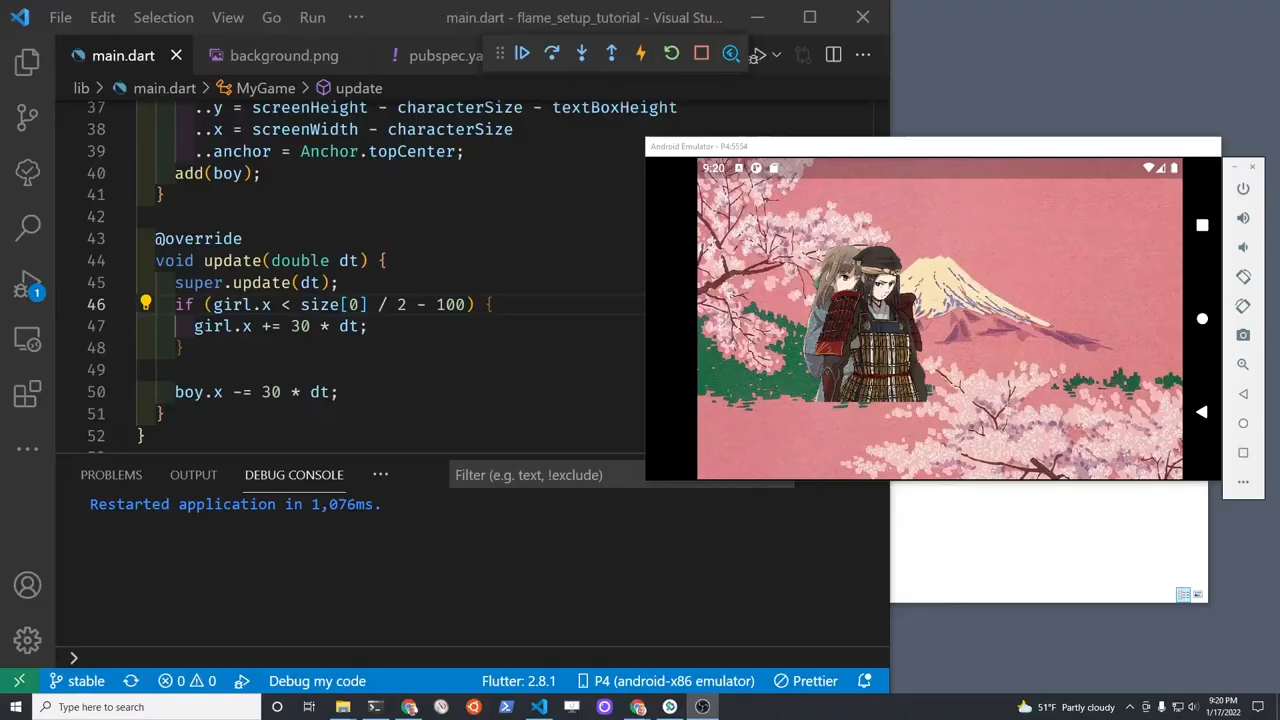 File Edit Selection View Go Run ··· main.dart - flame_setup_tutorial - Visual Stu...
main.dart background.png ! pubspec.ya
lib > main.dart > MyGame > update
37 ..y = screenHeight - characterSize - textBoxHeight
38 ..x = screenWidth - characterSize
39 ..anchor = Anchor.topCenter;
40 add(boy);
41 }
42
43 @override
44 void update(double dt) {
45 super.update(dt);
46 if (girl.x < size[0] / 2 - 100) {
47 girl.x += 30 * dt;
48 }
49
50 boy.x -= 30 * dt;
51 }
52 }
Android Emulator - P4:5554
9:20
1
PROBLEMS OUTPUT DEBUG CONSOLE ··· Filter (e.g. text, !exclude)
Restarted application in 1,076ms.
>
stable 0 0 Debug my code Flutter: 2.8.1 P4 (android-x86 emulator) Prettier
Type here to search
51°F Partly cloudy
9:20 PM
1/17/2022